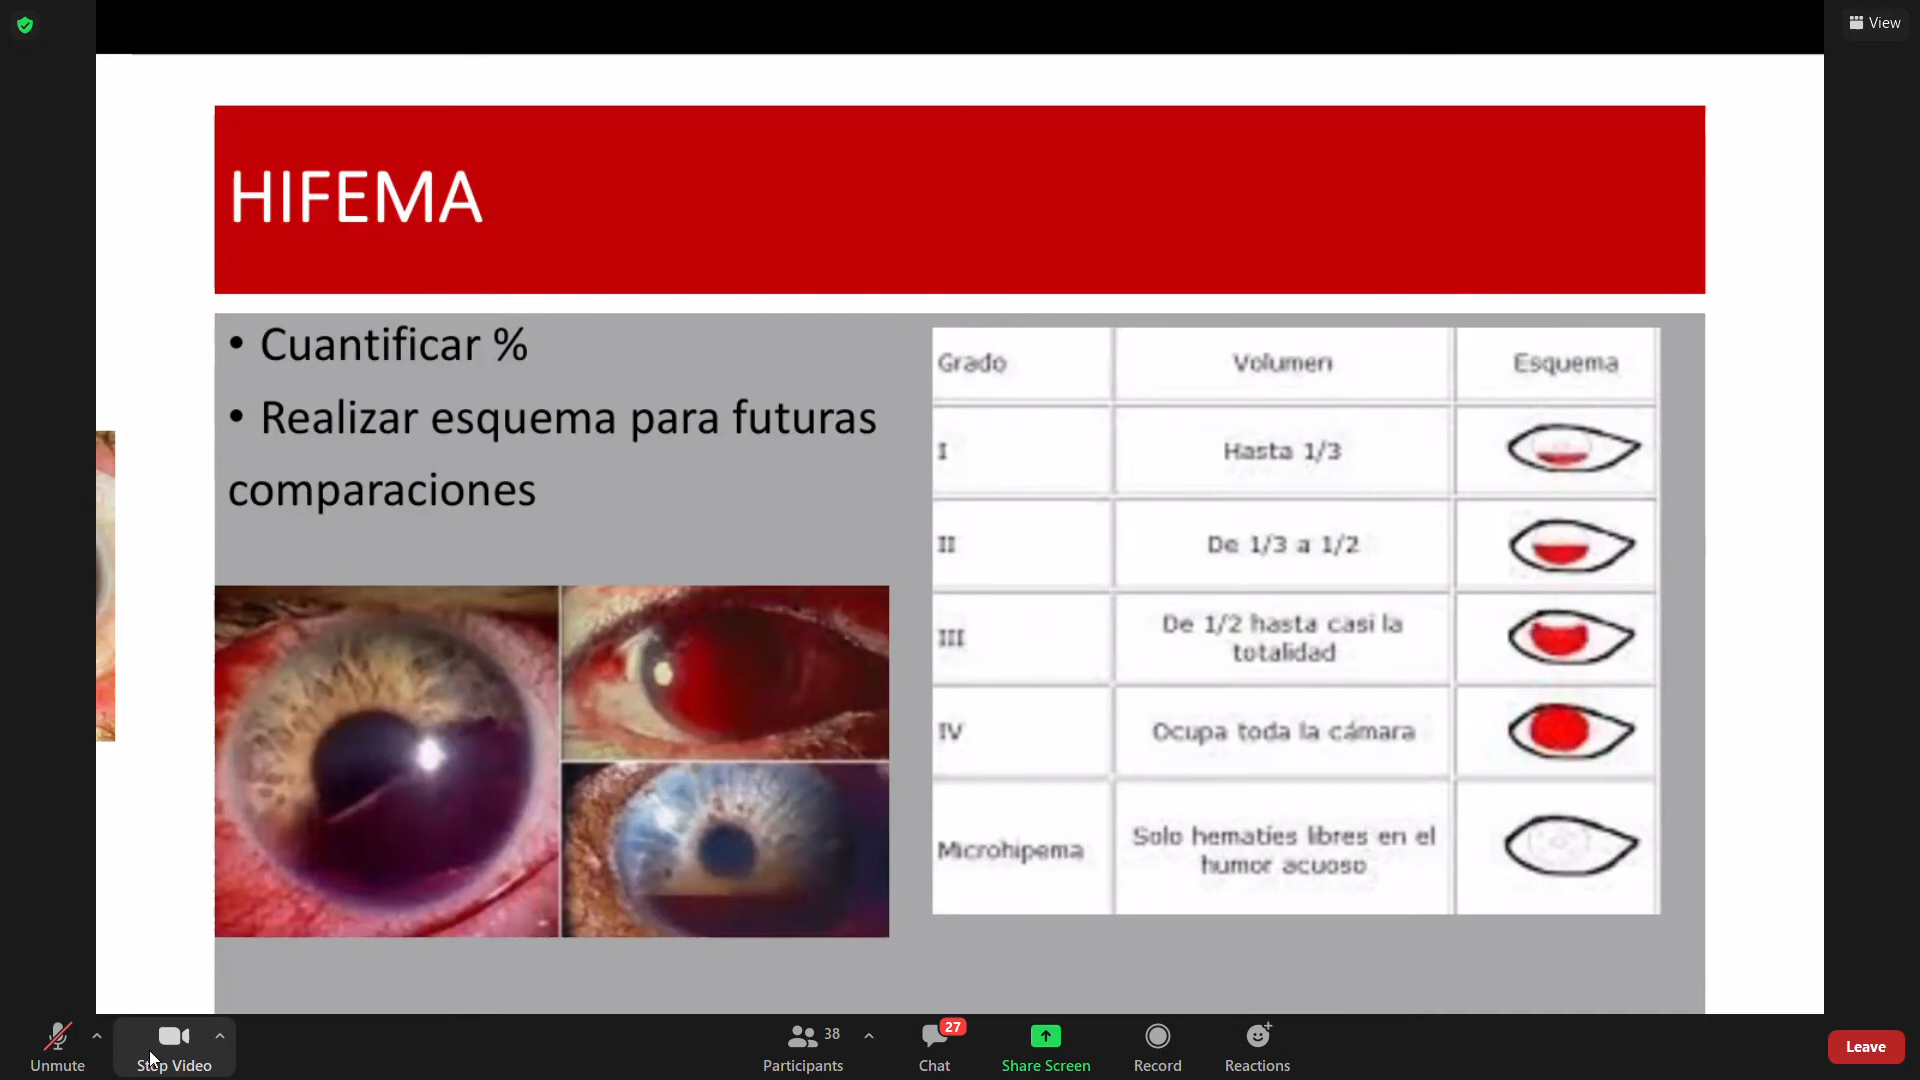 View
HIFEMA
• Cuantificar %
• Realizar esquema para futuras
comparaciones
Grado Volumen Esquema
I Hasta 1/3
II De 1/3 a 1/2
III De 1/2 hasta casi la
totalidad
IV Ocupa toda la cámara
Microhipema Solo hematíes libres en el
humor acuoso
Unmute
Stop Video
38
Participants
27
Chat
Share Screen
Record
Reactions
Leave